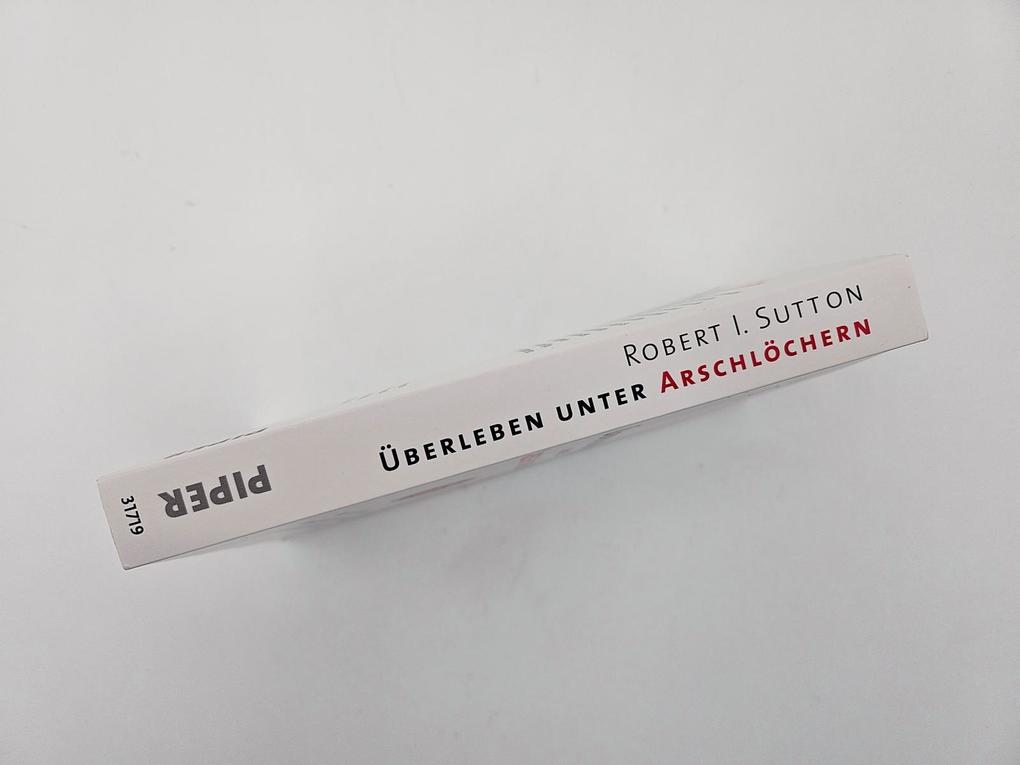 ROBERT I. SUTTON
ÜBERLEBEN UNTER ARSCHLÖCHERN
PIPER
31719